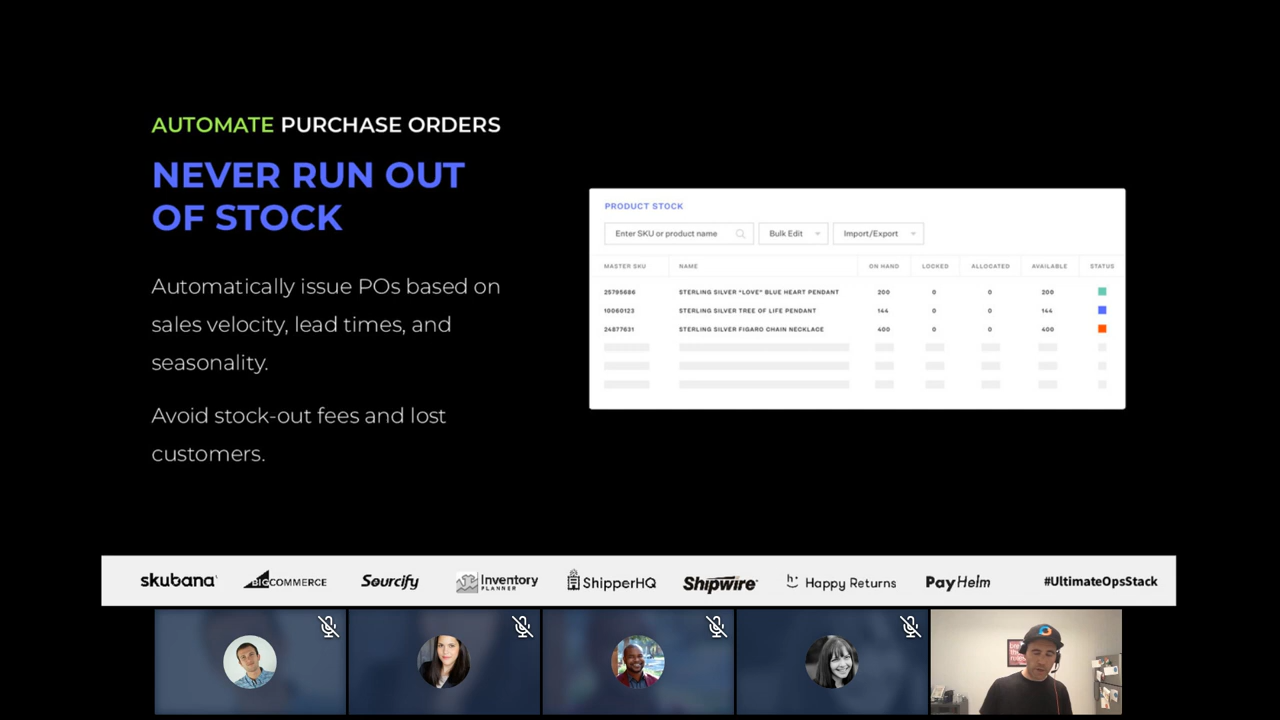 AUTOMATE PURCHASE ORDERS
NEVER RUN OUT
OF STOCK
Automatically issue POs based on
sales velocity, lead times, and
seasonality.
Avoid stock-out fees and lost
customers.
PRODUCT STOCK
Enter SKU or product name Bulk Edit Import/Export
MASTER SKU NAME ON HAND LOCKED ALLOCATED AVAILABLE STATUS
25795686 STERLING SILVER “LOVE” BLUE HEART PENDANT 200 0 0 200
10060123 STERLING SILVER TREE OF LIFE PENDANT 144 0 0 144
24877631 STERLING SILVER FIGARO CHAIN NECKLACE 400 0 0 400
skubana BIGCOMMERCE Sourcify Inventory PLANNER ShipperHQ Shipwire Happy Returns PayHelm #UltimateOpsStack